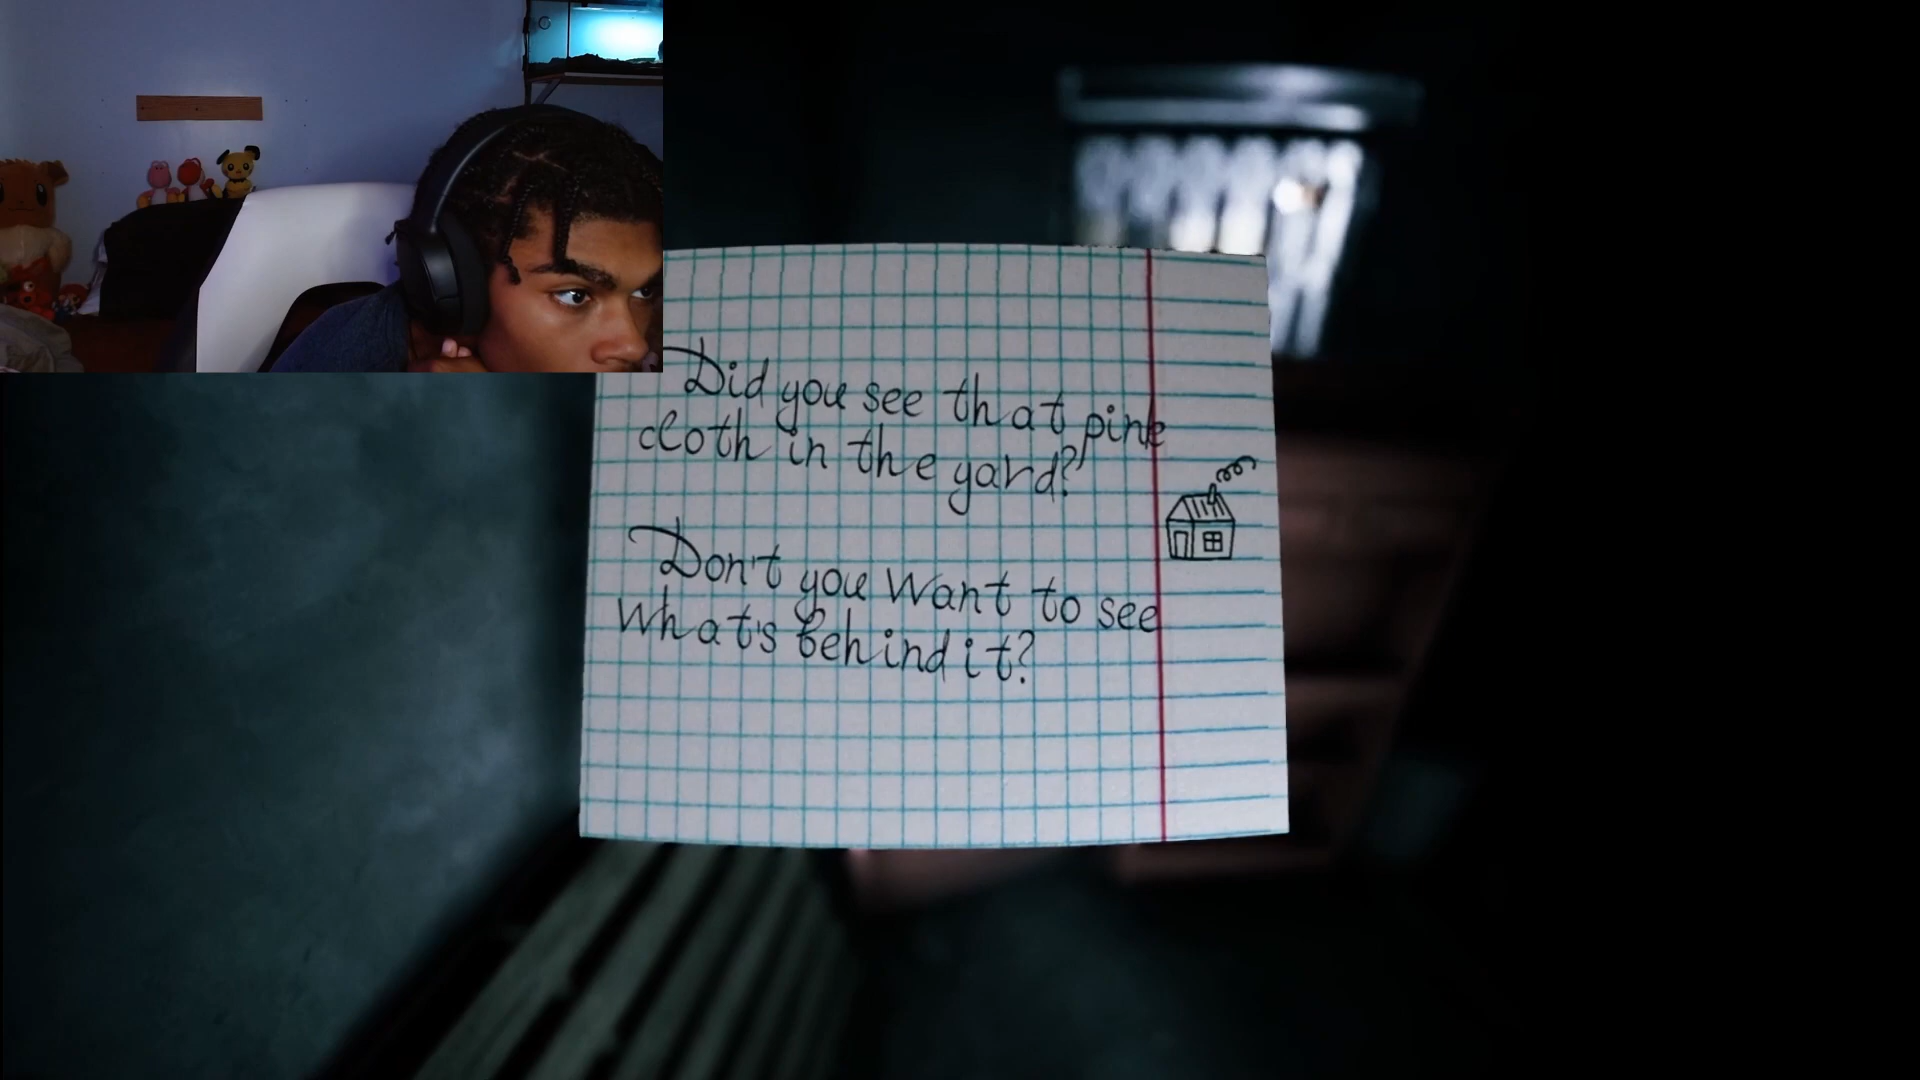 Did you see that pink
cloth in the yard?
Don't you want to see
what's behind it?